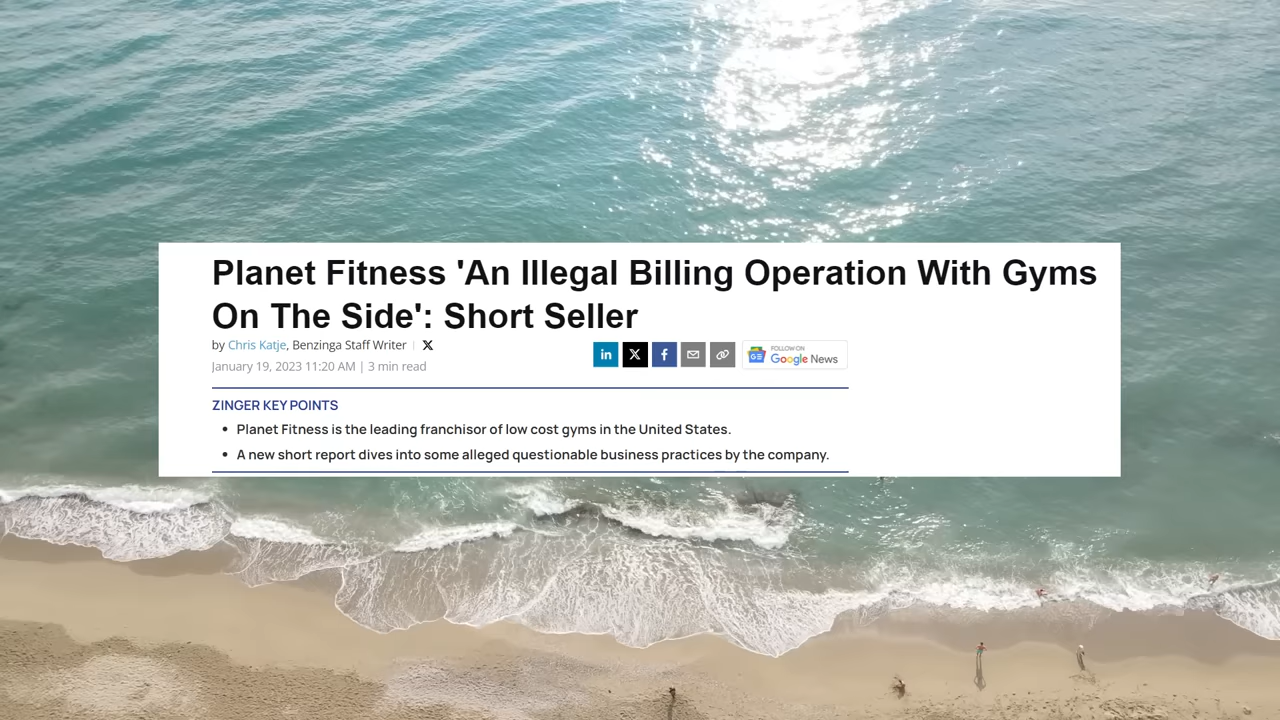 Planet Fitness 'An Illegal Billing Operation With Gyms
On The Side': Short Seller
by Chris Katje, Benzinga Staff Writer | X
January 19, 2023 11:20 AM | 3 min read
in X f
FOLLOW ON
GE Google News
ZINGER KEY POINTS
• Planet Fitness is the leading franchisor of low cost gyms in the United States.
• A new short report dives into some alleged questionable business practices by the company.